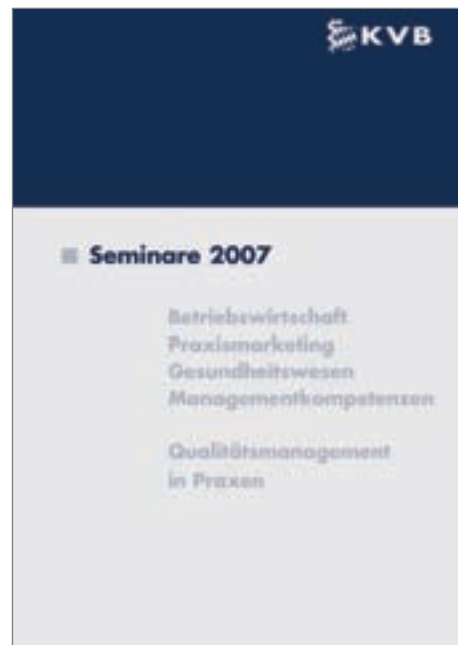 KVB
Seminare 2007
Betriebswirtschaft
Praxismarketing
Gesundheitswesen
Managementkompetenzen
Qualitätsmanagement
in Praxen